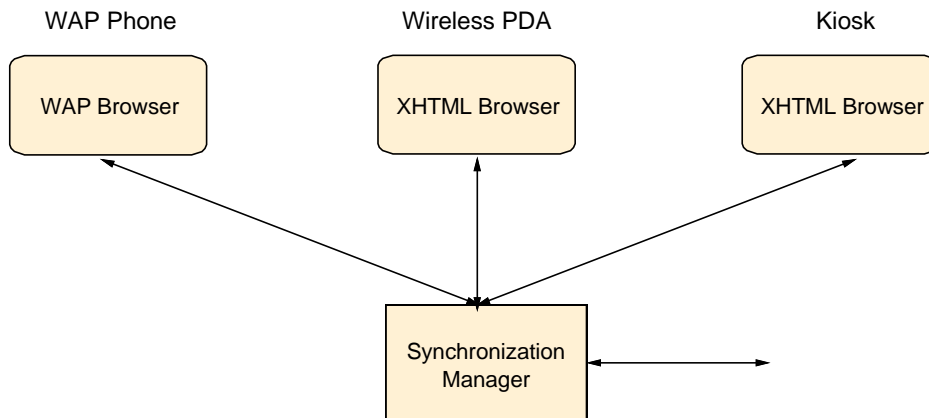 WAP Phone
Wireless PDA
Kiosk
WAP Browser
XHTML Browser
XHTML Browser
Synchronization
Manager